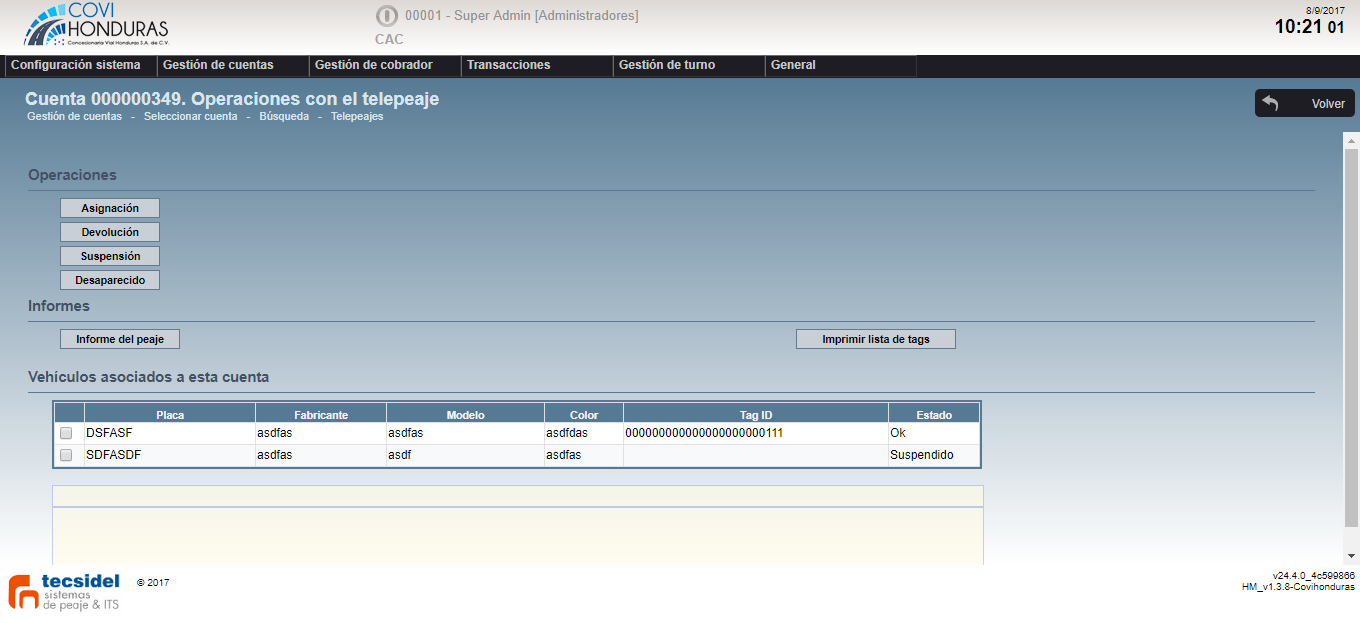 COVI
HONDURAS
Concesionaria Vial Honduras S.A. de C.V.
00001 - Super Admin [Administradores]
CAC
8/9/2017
10:21 01
Configuración sistema Gestión de cuentas Gestión de cobrador Transacciones Gestión de turno General
Cuenta 000000349. Operaciones con el telepeaje
Gestión de cuentas - Seleccionar cuenta - Búsqueda - Telepeajes
Volver
Operaciones
Asignación
Devolución
Suspensión
Desaparecido
Informes
Informe del peaje Imprimir lista de tags
Vehículos asociados a esta cuenta
Placa Fabricante Modelo Color Tag ID Estado
DSFASF asdfas asdfas asdfdas 000000000000000000000111 Ok
SDFASDF asdfas asdf asdfas Suspendido
tecsidel
sistemas
de peaje & ITS
© 2017
v24.4.0_4c599866
HM_v1.3.8-Covihonduras